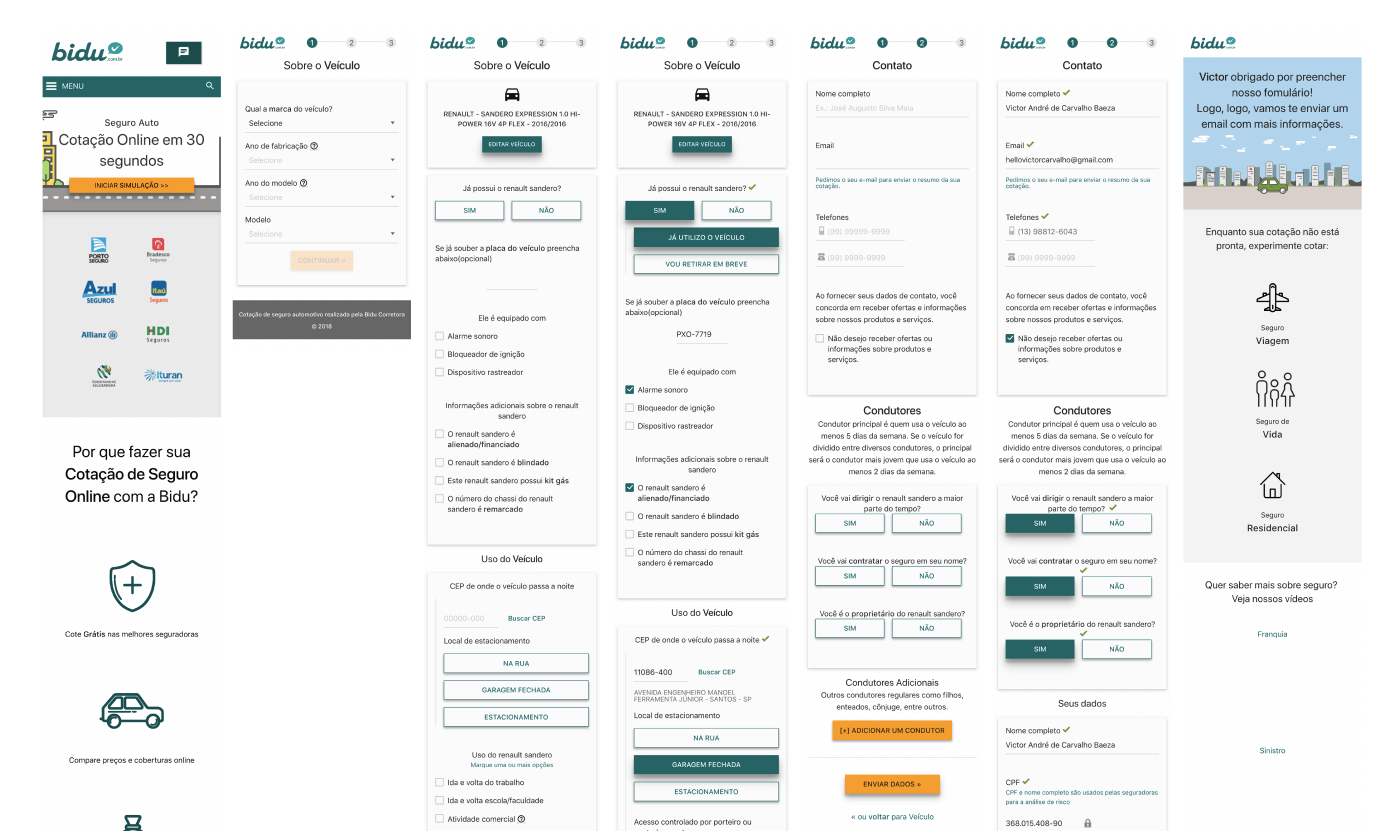 bidu
.com.br
MENU
Seguro Auto
Cotação Online em 30
segundos
INICIAR SIMULAÇÃO >>
PORTO
SEGURO
Bradesco
Seguros
Azul
SEGUROS
Itaú
Seguros
Allianz
HDI
Seguros
ituran
Por que fazer sua
Cotação de Seguro
Online com a Bidu?
Cote Grátis nas melhores seguradoras
Compare preços e coberturas online
bidu
1
2
3
Sobre o Veículo
Qual a marca do veículo?
Selecione
Ano de fabricação
Selecione
Ano do modelo
Selecione
Modelo
Selecione
CONTINUAR »
Cotação de seguro automotivo realizada pela Bidu Corretora
© 2018
bidu
1
2
3
Sobre o Veículo
RENAULT - SANDERO EXPRESSION 1.0 HI-
POWER 16V 4P FLEX - 2016/2016
EDITAR VEÍCULO
Já possui o renault sandero?
SIM
NÃO
Se já souber a placa do veículo preencha
abaixo(opcional)
Ele é equipado com
Alarme sonoro
Bloqueador de ignição
Dispositivo rastreador
Informações adicionais sobre o renault
sandero
O renault sandero é
alienado/financiado
O renault sandero é blindado
Este renault sandero possui kit gás
O número do chassi do renault
sandero é remarcado
Uso do Veículo
CEP de onde o veículo passa a noite
00000-000
Buscar CEP
Local de estacionamento
NA RUA
GARAGEM FECHADA
ESTACIONAMENTO
Uso do renault sandero
Marque uma ou mais opções
Ida e volta do trabalho
Ida e volta escola/faculdade
Atividade comercial
bidu
1
2
3
Sobre o Veículo
RENAULT - SANDERO EXPRESSION 1.0 HI-
POWER 16V 4P FLEX - 2016/2016
EDITAR VEÍCULO
Já possui o renault sandero?
SIM
NÃO
JÁ UTILIZO O VEÍCULO
VOU RETIRAR EM BREVE
Se já souber a placa do veículo preencha
abaixo(opcional)
PXO-7719
Ele é equipado com
Alarme sonoro
Bloqueador de ignição
Dispositivo rastreador
Informações adicionais sobre o renault
sandero
O renault sandero é
alienado/financiado
O renault sandero é blindado
Este renault sandero possui kit gás
O número do chassi do renault
sandero é remarcado
Uso do Veículo
CEP de onde o veículo passa a noite
11086-400
Buscar CEP
AVENIDA ENGENHEIRO MANOEL
FERRAMENTA JÚNIOR - SANTOS - SP
Local de estacionamento
NA RUA
GARAGEM FECHADA
ESTACIONAMENTO
Acesso controlado por porteiro ou
bidu
1
2
3
Contato
Nome completo
Ex.: José Augusto Silva Maia
Email
Pedimos o seu e-mail para enviar o resumo da sua
cotação.
Telefones
(99) 99909-9999
(99) 9999-9999
Ao fornecer seus dados de contato, você
concorda em receber ofertas e informações
sobre nossos produtos e serviços.
Não desejo receber ofertas ou
informações sobre produtos e
serviços.
Condutores
Condutor principal é quem usa o veículo ao
menos 5 dias da semana. Se o veículo for
dividido entre diversos condutores, o principal
será o condutor mais jovem que usa o veículo ao
menos 2 dias da semana.
Você vai dirigir o renault sandero a maior
parte do tempo?
SIM
NÃO
Você vai contratar o seguro em seu nome?
SIM
NÃO
Você é o proprietário do renault sandero?
SIM
NÃO
Condutores Adicionais
Outros condutores regulares como filhos,
enteados, cônjuge, entre outros.
[+] ADICIONAR UM CONDUTOR
ENVIAR DADOS »
« ou voltar para Veículo
bidu
1
2
3
Contato
Nome completo
Victor André de Carvalho Baeza
Email
hellovictorcarvalho@gmail.com
Pedimos o seu e-mail para enviar o resumo da sua
cotação.
Telefones
(13) 98812-6043
(99) 9999-9999
Ao fornecer seus dados de contato, você
concorda em receber ofertas e informações
sobre nossos produtos e serviços.
Não desejo receber ofertas ou
informações sobre produtos e
serviços.
Condutores
Condutor principal é quem usa o veículo ao
menos 5 dias da semana. Se o veículo for
dividido entre diversos condutores, o principal
será o condutor mais jovem que usa o veículo ao
menos 2 dias da semana.
Você vai dirigir o renault sandero a maior
parte do tempo?
SIM
NÃO
Você vai contratar o seguro em seu nome?
SIM
NÃO
Você é o proprietário do renault sandero?
SIM
NÃO
Seus dados
Nome completo
Victor André de Carvalho Baeza
CPF
CPF e nome completo são usados pelas seguradoras
para a análise de risco
368.015.408-90
bidu
Victor obrigado por preencher
nosso fomulário!
Logo, logo, vamos te enviar um
email com mais informações.
Enquanto sua cotação não está
pronta, experimente cotar:
Seguro
Viagem
Seguro de
Vida
Seguro
Residencial
Quer saber mais sobre seguro?
Veja nossos vídeos
Franquia
Sinistro